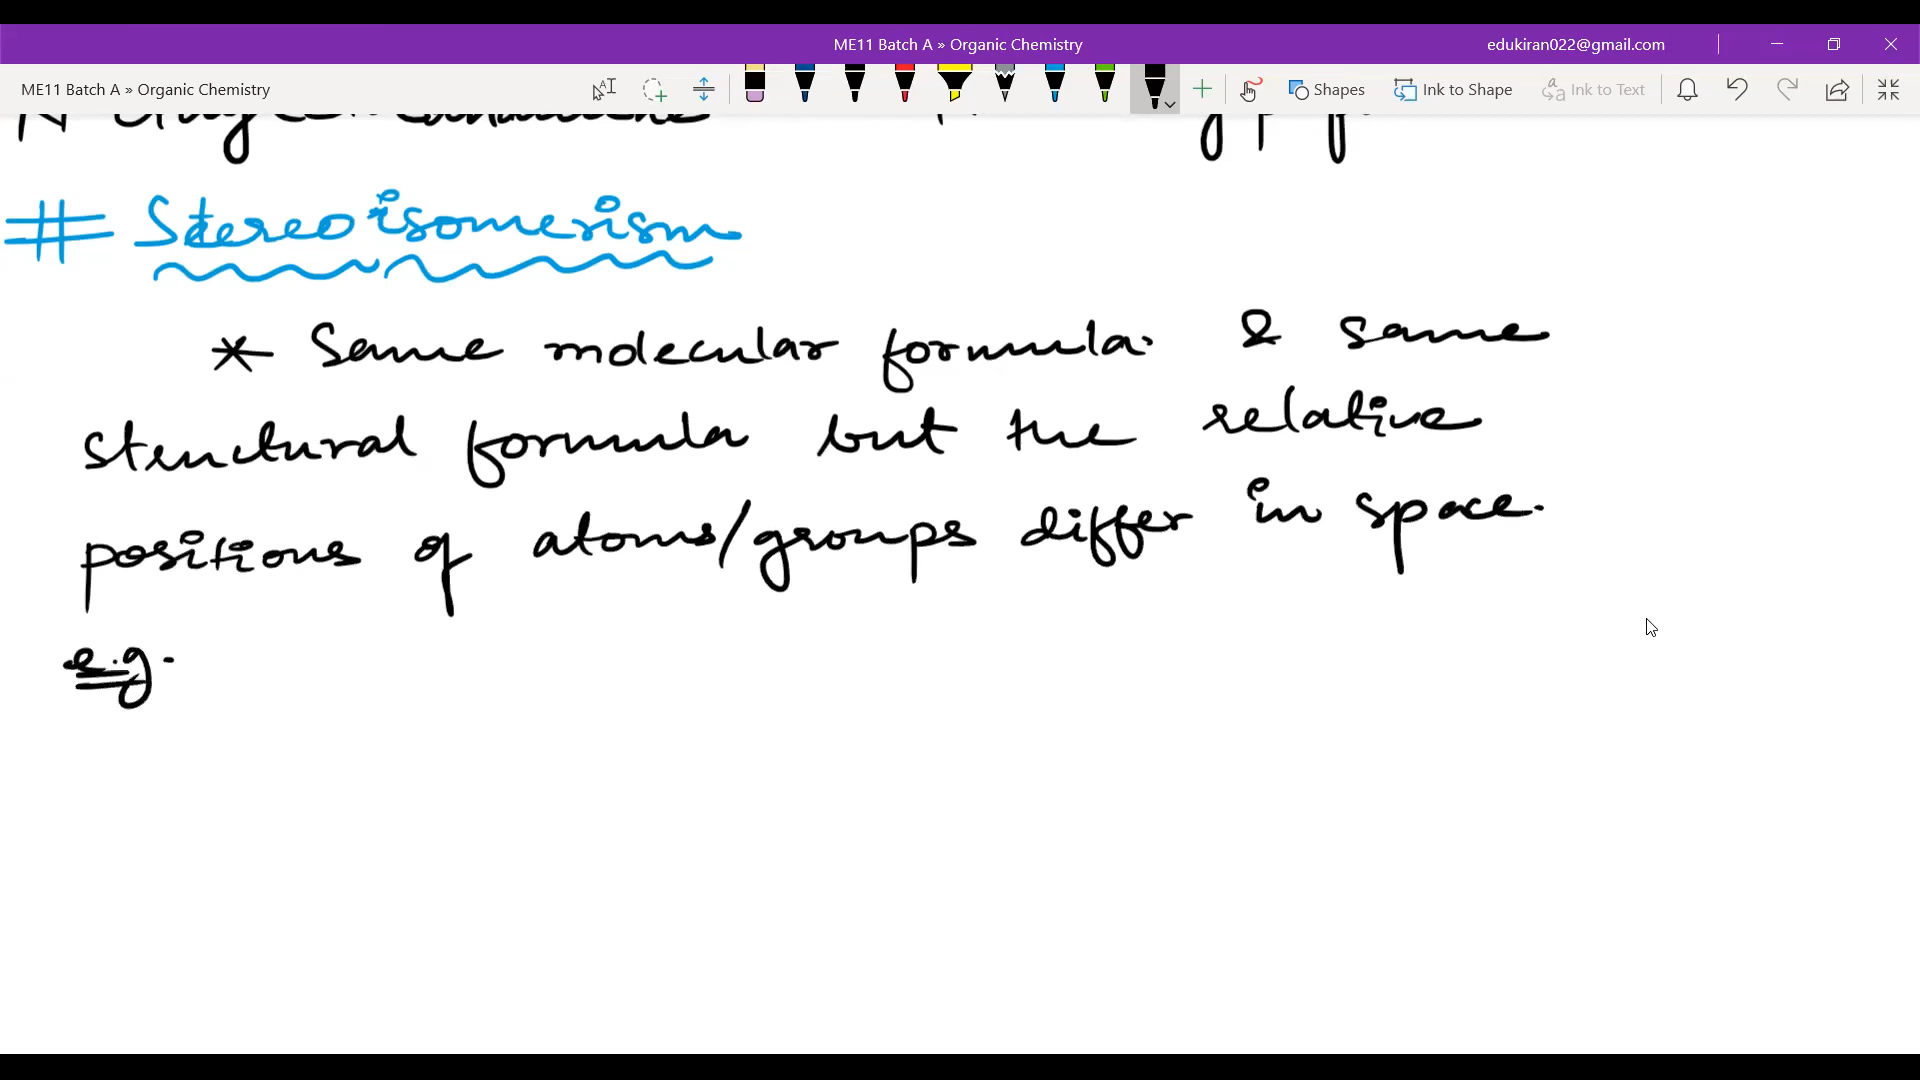 ME11 Batch A » Organic Chemistry
edukiran022@gmail.com
ME11 Batch A » Organic Chemistry
Shapes
Ink to Shape
Ink to Text
# Stereoisomerism
* Same molecular formula. & same
structural formula but the relative
positions of atoms/groups differ in space.
e.g.